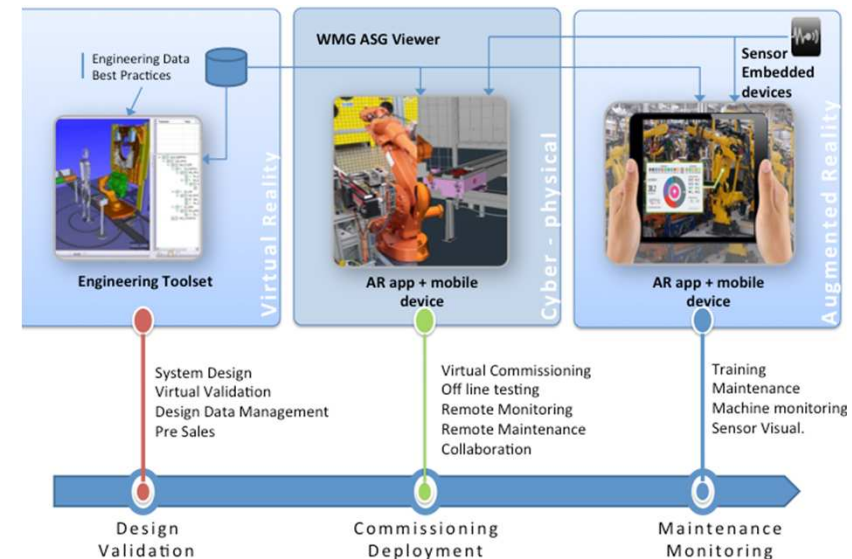 WMG ASG Viewer
Engineering Data
Best Practices
Sensor
Embedded
devices
Virtual Reality
Cyber - physical
Augmented Reality
Engineering Toolset
AR app + mobile
device
AR app + mobile
device
System Design
Virtual Validation
Design Data Management
Pre Sales
Virtual Commissioning
Off line testing
Remote Monitoring
Remote Maintenance
Collaboration
Training
Maintenance
Machine monitoring
Sensor Visual.
Design
Validation
Commissioning
Deployment
Maintenance
Monitoring